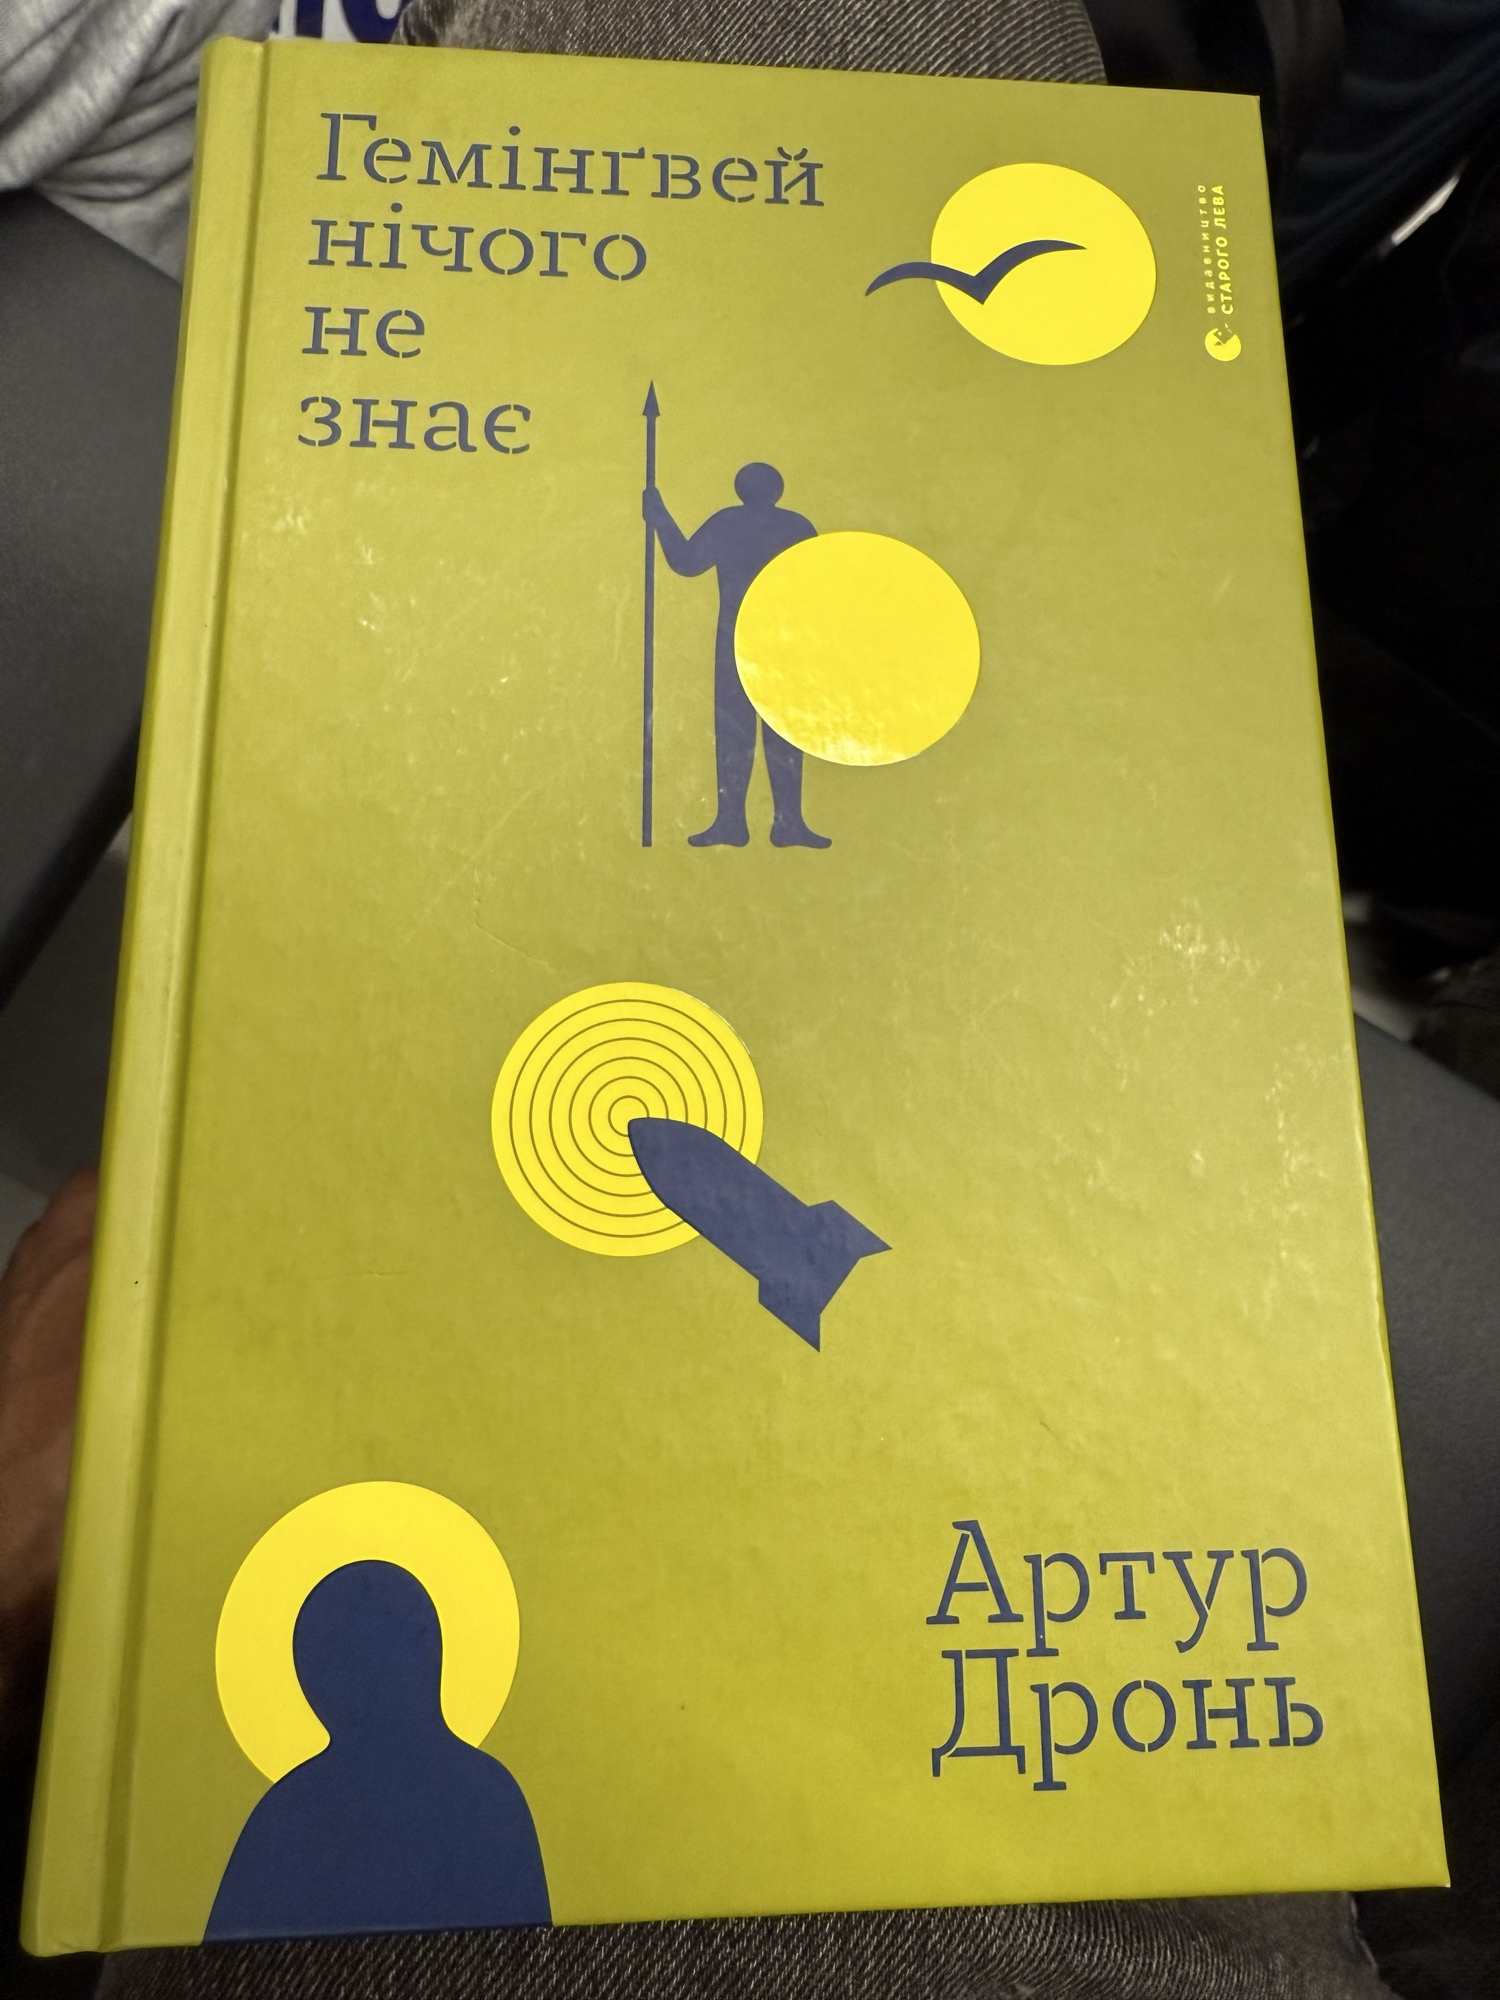 Гемінґвей
нічого
не
знає
видавництво
СТАРОГО ЛЕВА
Артур
Дронь